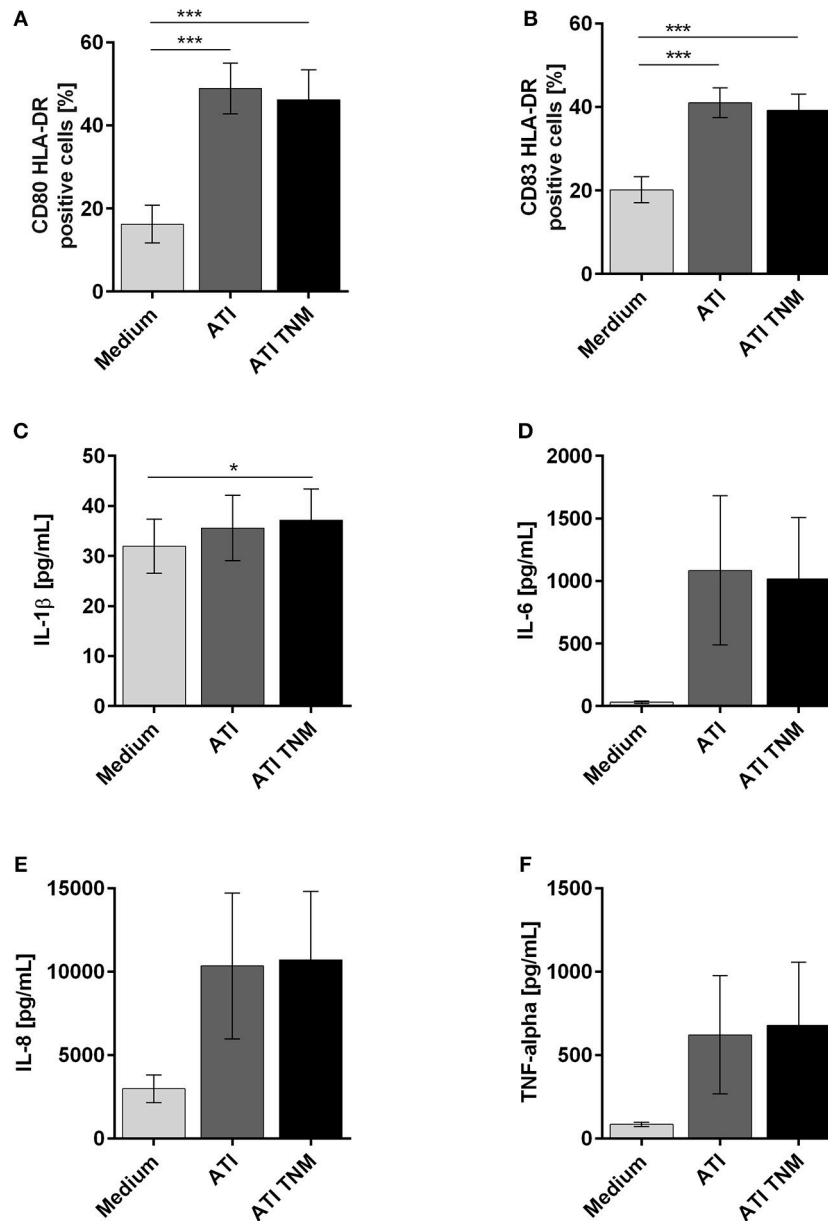 A
***
***
CD80 HLA-DR
positive cells [%]
60
40
20
0
Medium
ATI
ATI TNM
B
***
***
CD83 HLA-DR
positive cells [%]
60
40
20
0
Merdium
ATI
ATI TNM
C
*
IL-1β [pg/mL]
50
40
30
20
10
0
Medium
ATI
ATI TNM
D
IL-6 [pg/mL]
2000
1500
1000
500
0
Medium
ATI
ATI TNM
E
IL-8 [pg/mL]
15000
10000
5000
0
Medium
ATI
ATI TNM
F
TNF-alpha [pg/mL]
1500
1000
500
0
Medium
ATI
ATI TNM